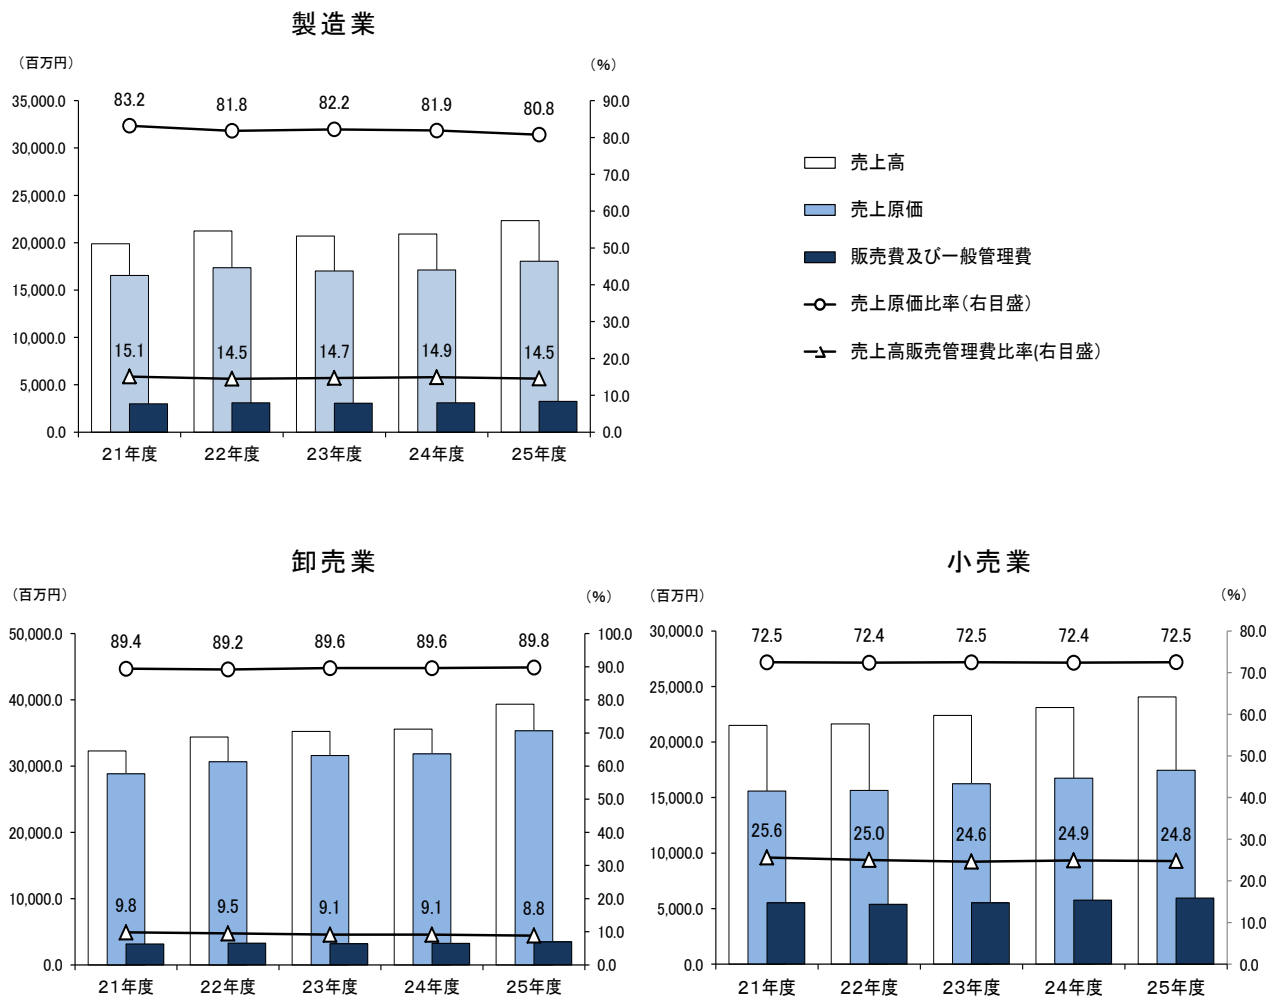 製造業
（百万円）
（%）
83.2 81.8 82.2 81.9 80.8
35,000.0
30,000.0
25,000.0
20,000.0
15,000.0
10,000.0
5,000.0
0.0
90.0
80.0
70.0
60.0
50.0
40.0
30.0
20.0
10.0
0.0
15.1 14.5 14.7 14.9 14.5
21年度 22年度 23年度 24年度 25年度
売上高
売上原価
販売費及び一般管理費
売上原価比率（右目盛）
売上高販売管理費比率(右目盛）
卸売業
（百万円）
（%）
89.4 89.2 89.6 89.6 89.8
50,000.0
40,000.0
30,000.0
20,000.0
10,000.0
0.0
100.0
90.0
80.0
70.0
60.0
50.0
40.0
30.0
20.0
10.0
0.0
9.8 9.5 9.1 9.1 8.8
21年度 22年度 23年度 24年度 25年度
小売業
（百万円）
（%）
72.5 72.4 72.5 72.4 72.5
30,000.0
25,000.0
20,000.0
15,000.0
10,000.0
5,000.0
0.0
80.0
70.0
60.0
50.0
40.0
30.0
20.0
10.0
0.0
25.6 25.0 24.6 24.9 24.8
21年度 22年度 23年度 24年度 25年度